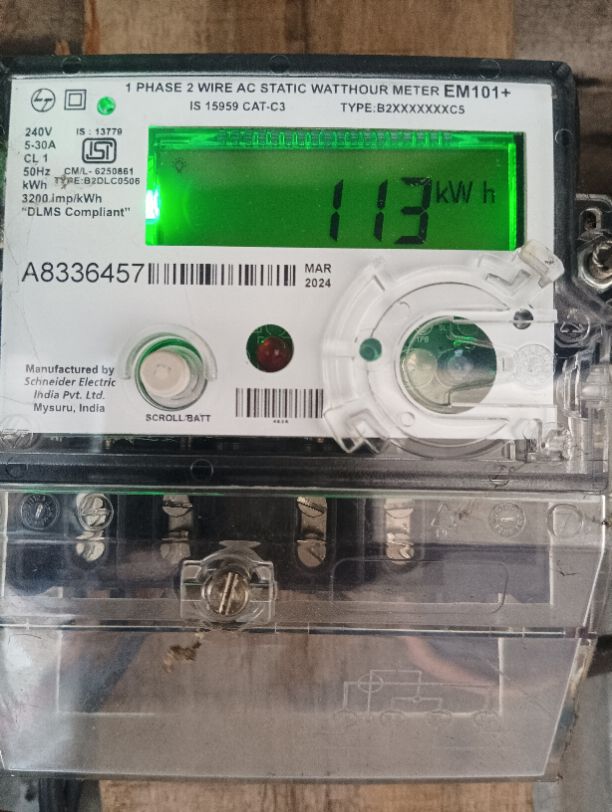 1 PHASE 2 WIRE AC STATIC WATTHOUR METER EM101+
IS 15959 CAT-C3 TYPE:B2XXXXXXXC5
240V
5-30A
CL 1
50Hz
kWh
3200 imp/kWh
"DLMS Compliant"
IS : 13779
ISI
CM/L- 6250861
TYPE:B2DLC0506
113 kW h
A8336457
MAR
2024
Manufactured by
Schneider Electric
India Pvt. Ltd.
Mysuru, India
SCROLL/BATT